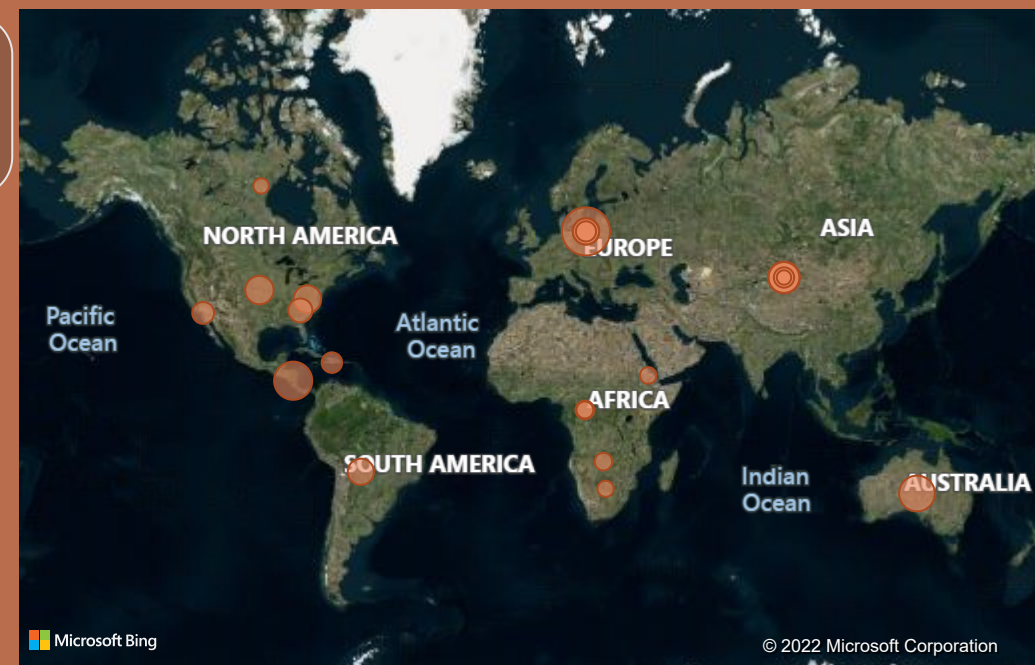 ASIA
NORTH AMERICA
EUROPE
Pacific
Ocean
Atlantic
Ocean
AFRICA
SOUTH AMERICA
Indian
Ocean
AUSTRALIA
Microsoft Bing
© 2022 Microsoft Corporation